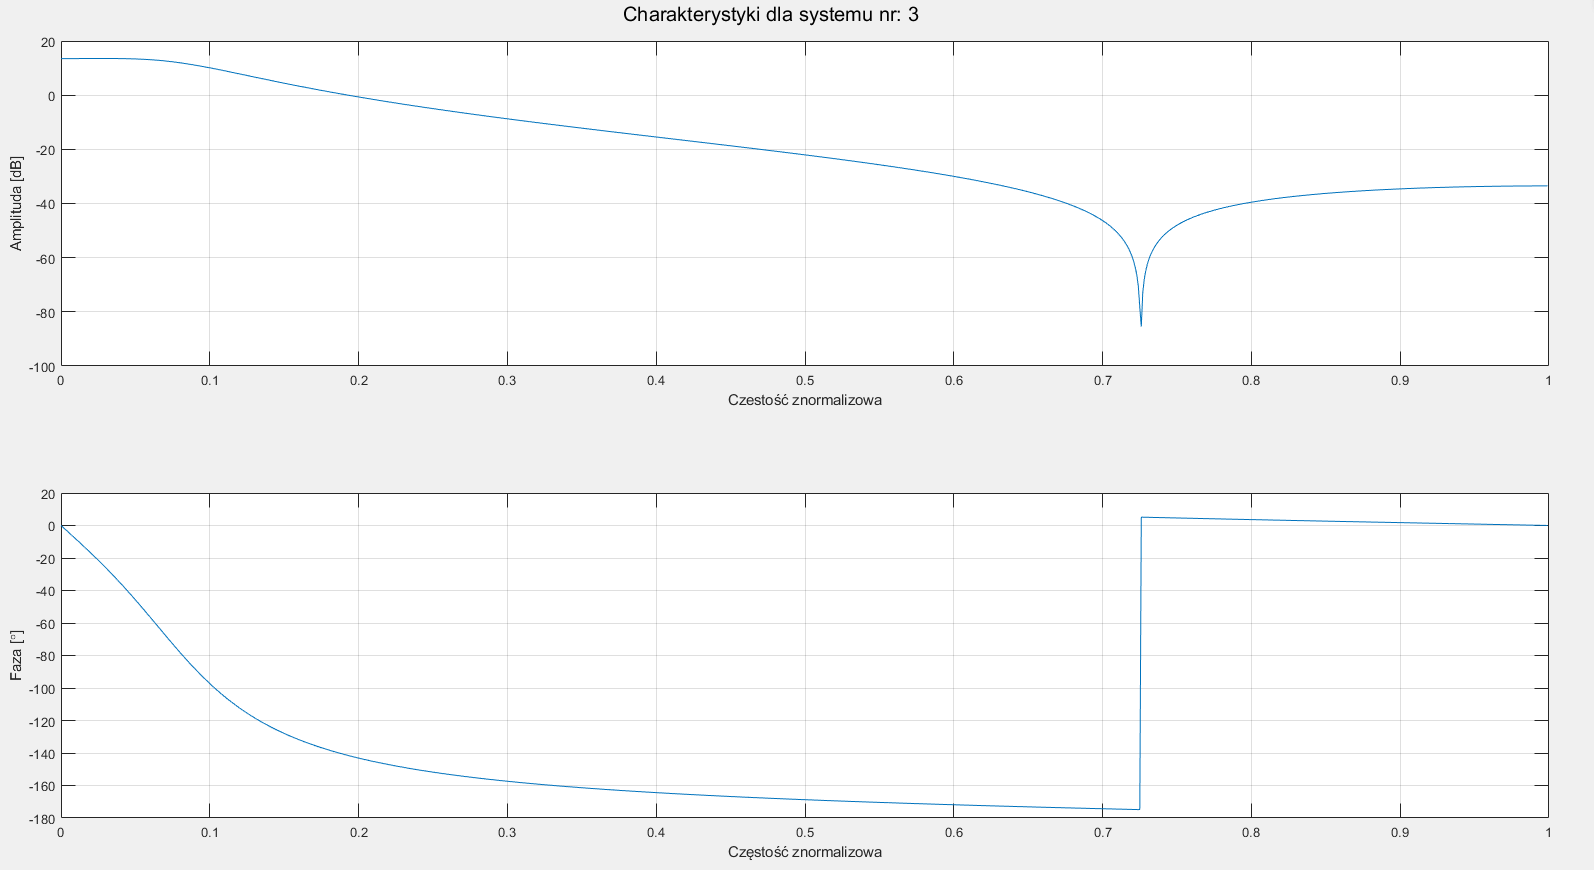 Charakterystyki dla systemu nr: 3
20
0
-20
-40
-60
-80
-100
Amplituda [dB]
0 0.1 0.2 0.3 0.4 0.5 0.6 0.7 0.8 0.9 1
Czestość znormalizowa
20
0
-20
-40
-60
-80
-100
-120
-140
-160
-180
Faza [°]
0 0.1 0.2 0.3 0.4 0.5 0.6 0.7 0.8 0.9 1
Częstość znormalizowa